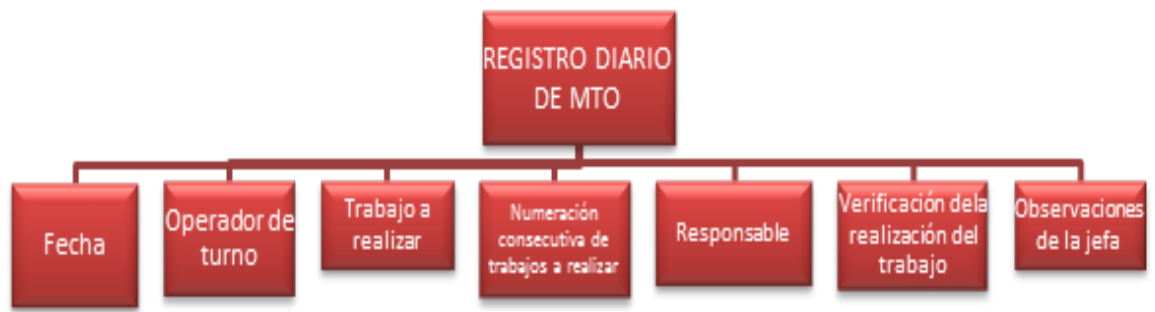 REGISTRO DIARIO
DE MTO
Fecha
Operador de
turno
Trabajo a
realizar
Numeración
consecutiva de
trabajos a realizar
Responsable
Verificación dela
realización del
trabajo
Observaciones
de la jefa